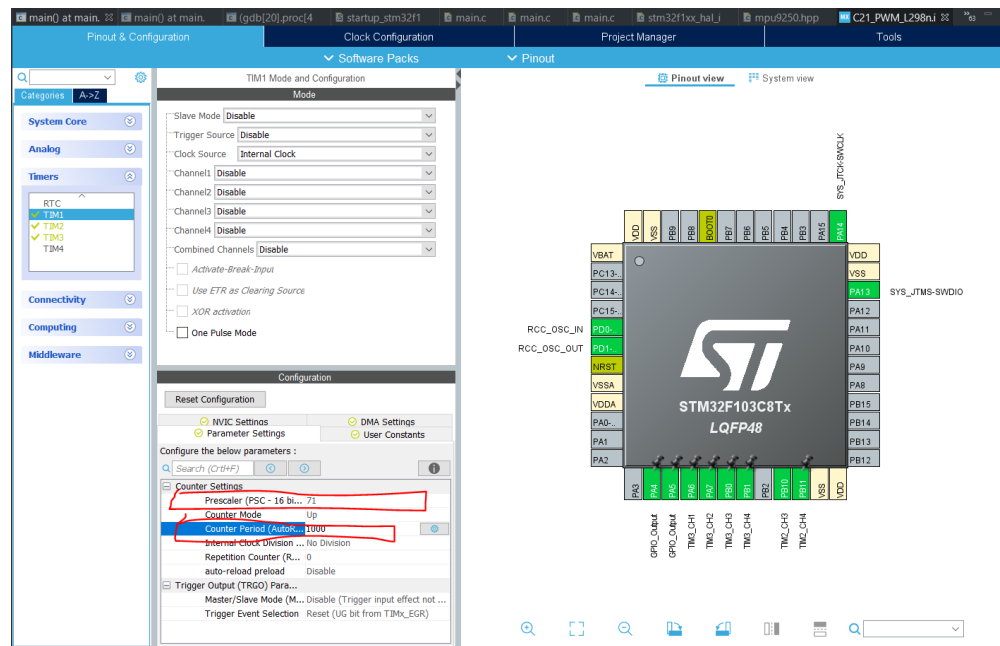 main() at main.
main() at main.
(gdb[20].proc[4
startup_stm32f1
main.c
main.c
main.c
stm32f1xx_hal_i
mpu9250.hpp
MX C21_PWM_L298n.i
»63
Pinout & Configuration
Clock Configuration
Project Manager
Tools
Software Packs
Pinout
TIM1 Mode and Configuration
Pinout view
System view
Categories
A->Z
Mode
System Core
Analog
Timers
RTC
TIM1
TIM2
TIM3
TIM4
Connectivity
Computing
Middleware
Slave Mode Disable
Trigger Source Disable
Clock Source Internal Clock
Channel1 Disable
Channel2 Disable
Channel3 Disable
Channel4 Disable
Combined Channels Disable
Activate-Break-Input
Use ETR as Clearing Source
XOR activation
One Pulse Mode
Configuration
Reset Configuration
NVIC Settings
DMA Settings
Parameter Settings
User Constants
Configure the below parameters :
Search (Crtl+F)
Counter Settings
Prescaler (PSC - 16 bi... 71
Counter Mode Up
Counter Period (AutoR... 1000
Internal Clock Division ... No Division
Repetition Counter (R... 0
auto-reload preload Disable
Trigger Output (TRGO) Para...
Master/Slave Mode (M... Disable (Trigger input effect not ...
Trigger Event Selection Reset (UG bit from TIMx_EGR)
SYS_JTCK-SWCLK
VDD
VSS
PB9
PB8
BOOT0
PB7
PB6
PB5
PB4
PB3
PA15
PA14
VBAT
PC13-..
PC14-..
PC15-..
RCC_OSC_IN PD0-..
RCC_OSC_OUT PD1-..
NRST
VSSA
VDDA
PA0-..
PA1
PA2
VDD
VSS
PA13 SYS_JTMS-SWDIO
PA12
PA11
PA10
PA9
PA8
PB15
PB14
PB13
PB12
ST
STM32F103C8Tx
LQFP48
PA3
PA4
PA5
PA6
PA7
PB0
PB1
PB2
PB10
PB11
VSS
VDD
GPIO_Output
GPIO_Output
TIM3_CH1
TIM3_CH2
TIM3_CH3
TIM3_CH4
TIM2_CH3
TIM2_CH4